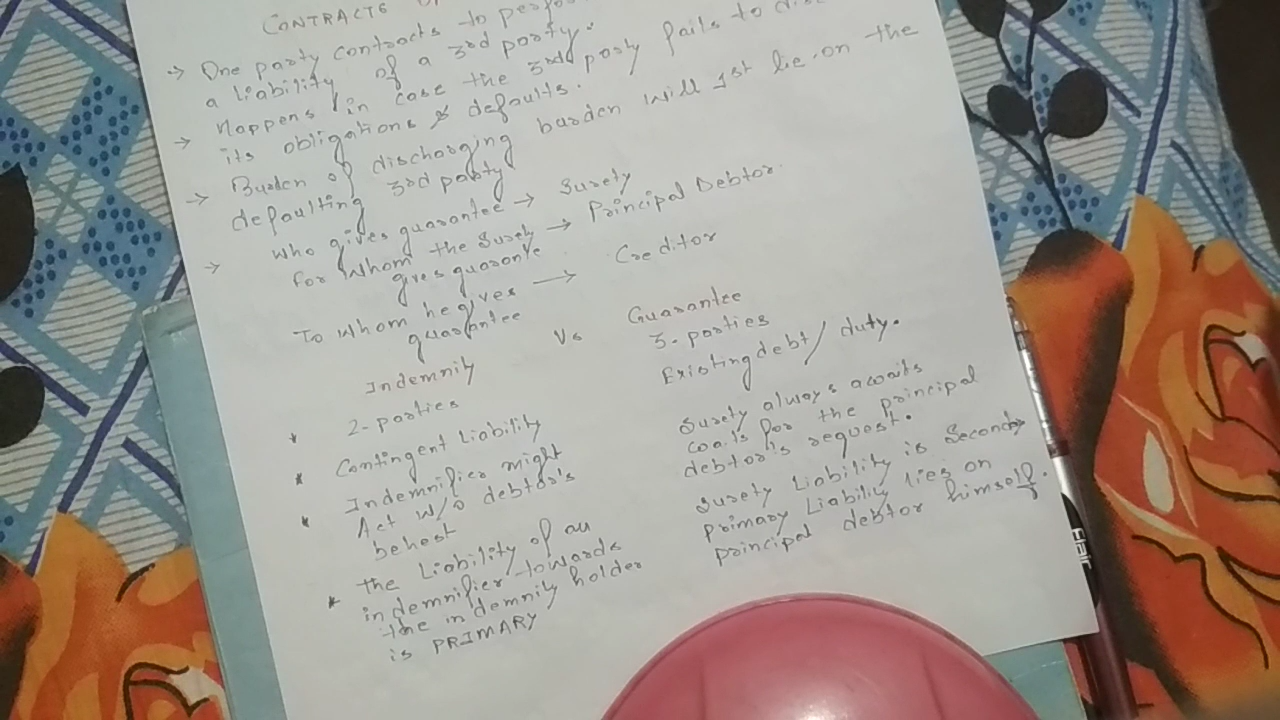 CONTRACTS
→ One party contracts to
a liability of a 3rd party.
→ Happens in case the 3rd party fails to
its obligations & defaults.
→ Burden of discharging burden will 1st lie on the
defaulting 3rd party
→ Who gives guarantee → Surety
for whom the surety → Principal Debtor
gives guarante
To whom he gives → Creditor
guarantee
Indemnity Vs Guarantee
* 2-parties 3-parties
* Contingent Liability Existing debt/duty.
* Indemnifier might Surety always awaits
Act w/o debtor's waits for the principal
behest debtor's request.
* the Liability of an Surety Liability is Secondry
indemnifier towards primary Liability lies on
the indemnity holder principal debtor himself.
is PRIMARY